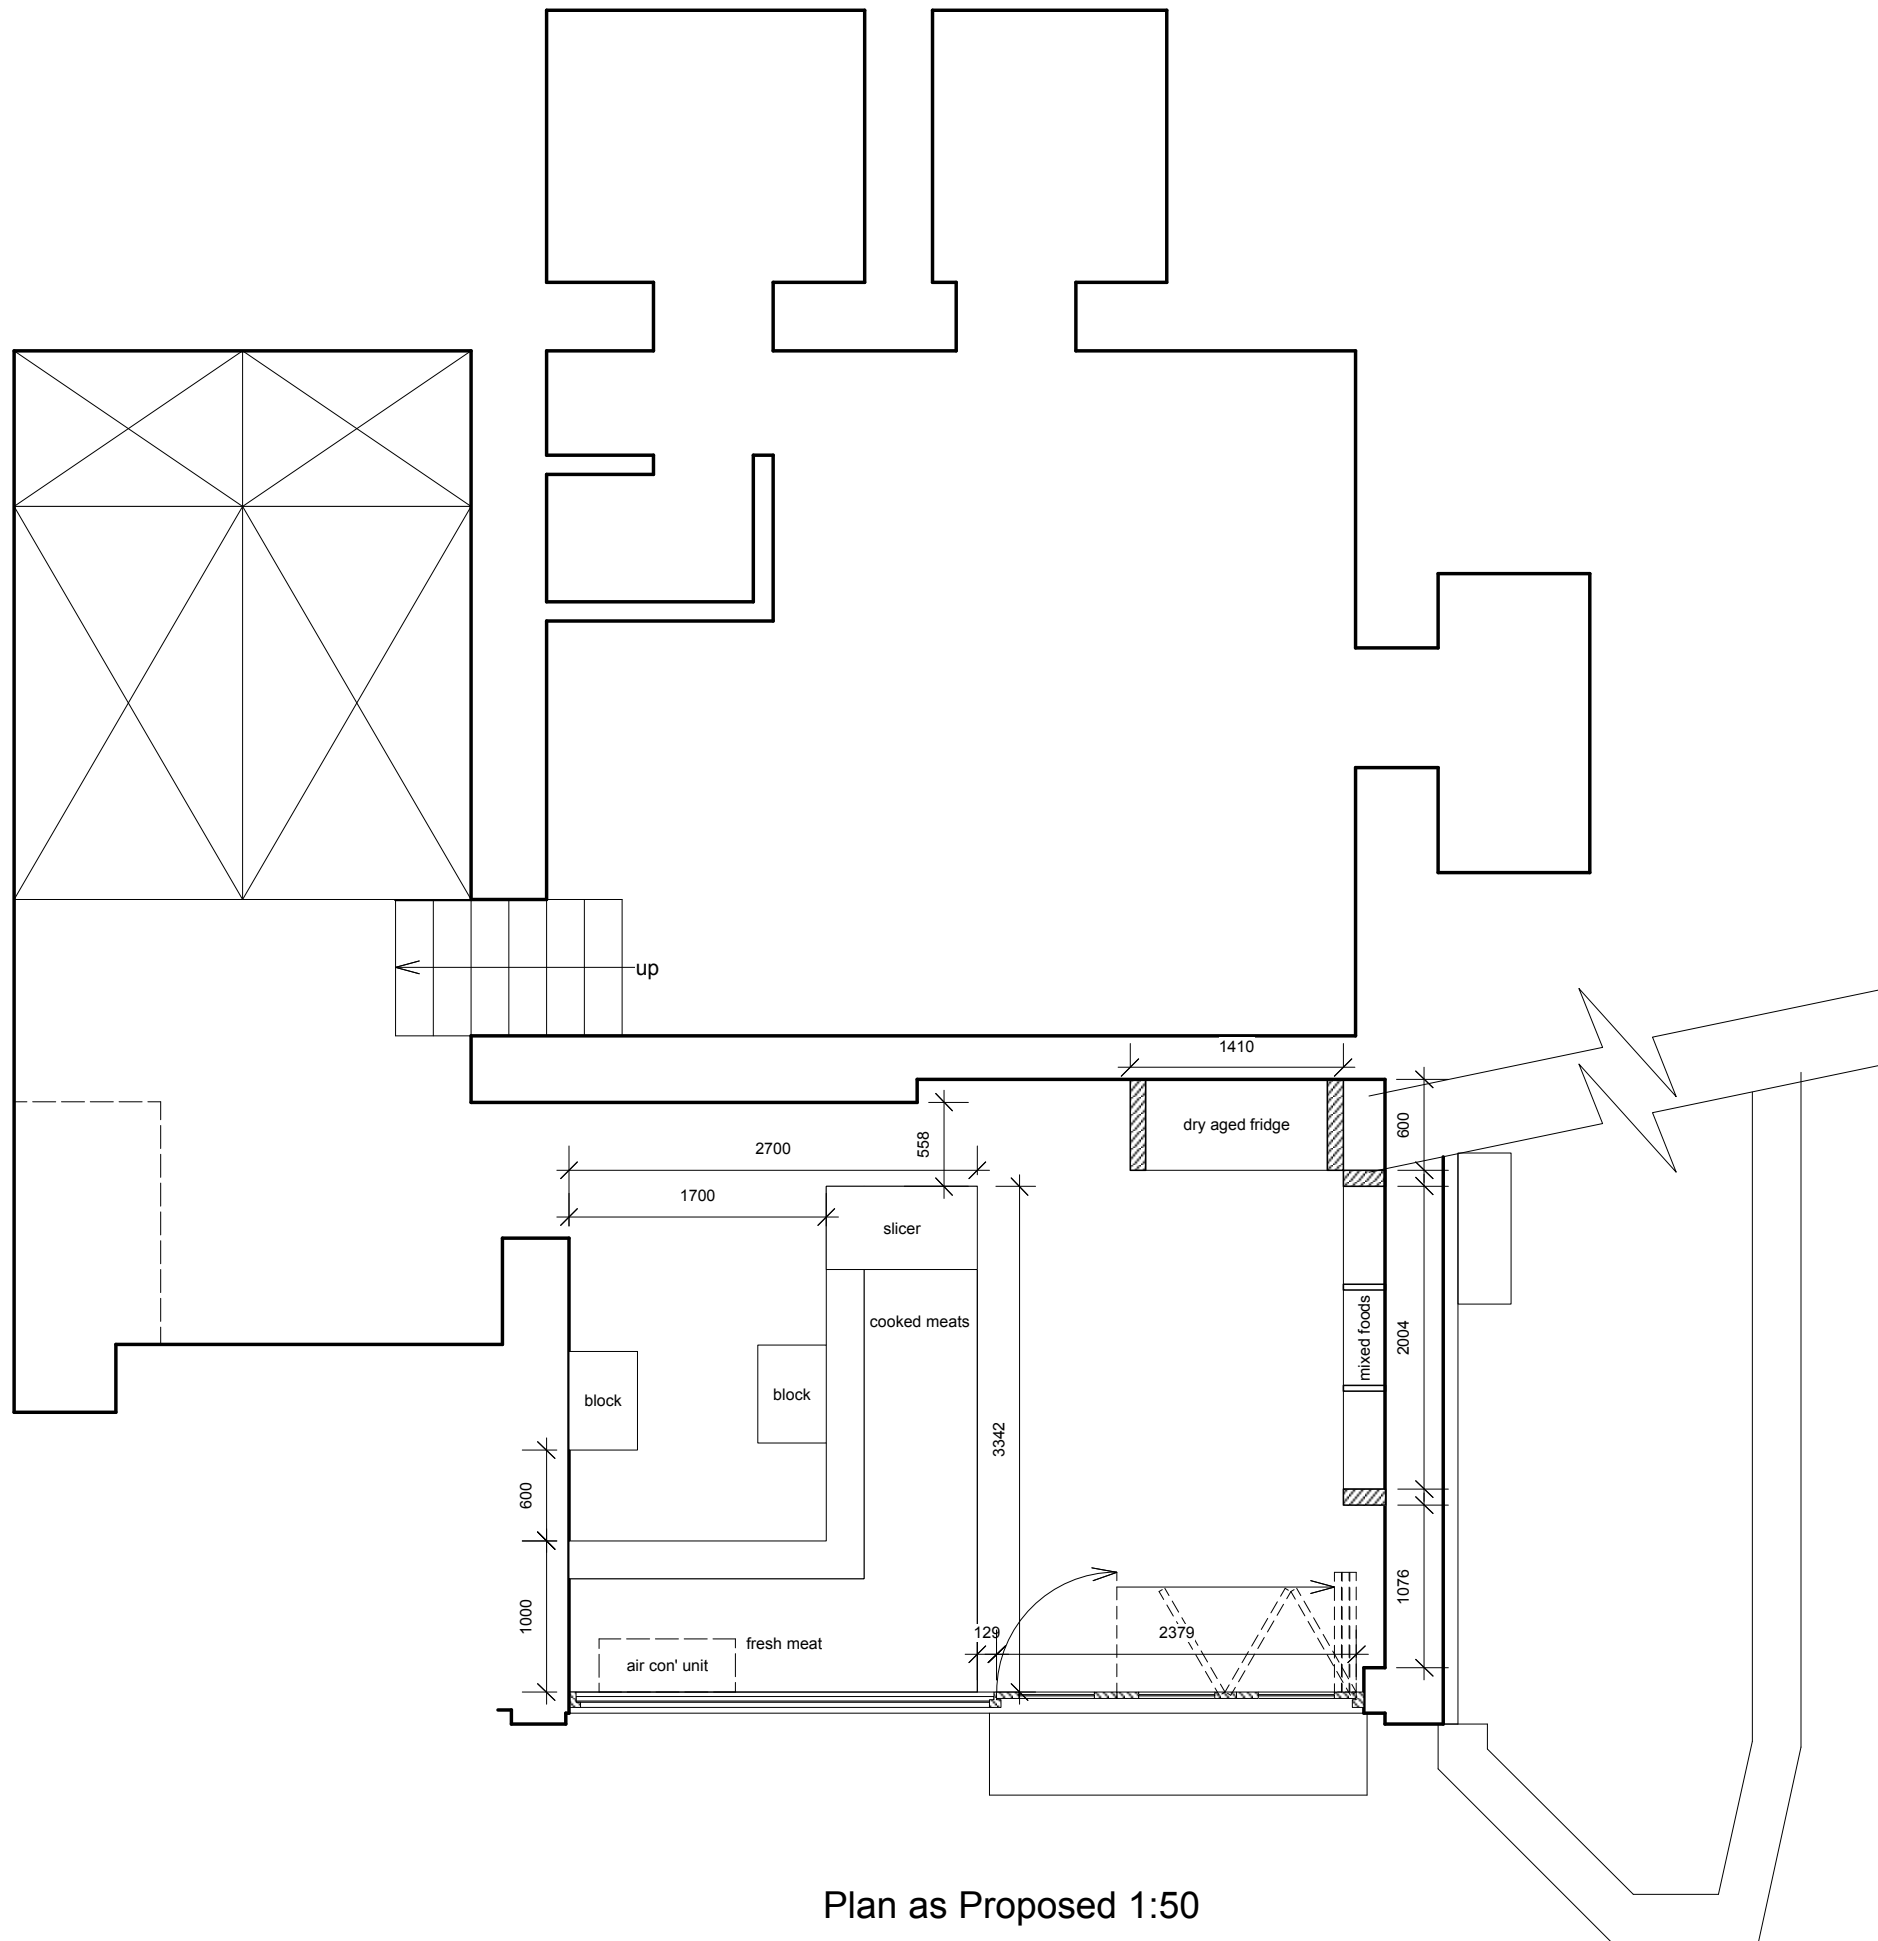 up
1410
dry aged fridge
600
558
2700
1700
slicer
cooked meats
mixed foods
2004
block
block
3342
600
1000
1076
129
2379
fresh meat
air con' unit
Plan as Proposed 1:50